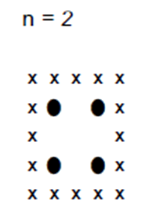 n = 2
x x x x x
x ● ● x
x x
x ● ● x
x x x x x